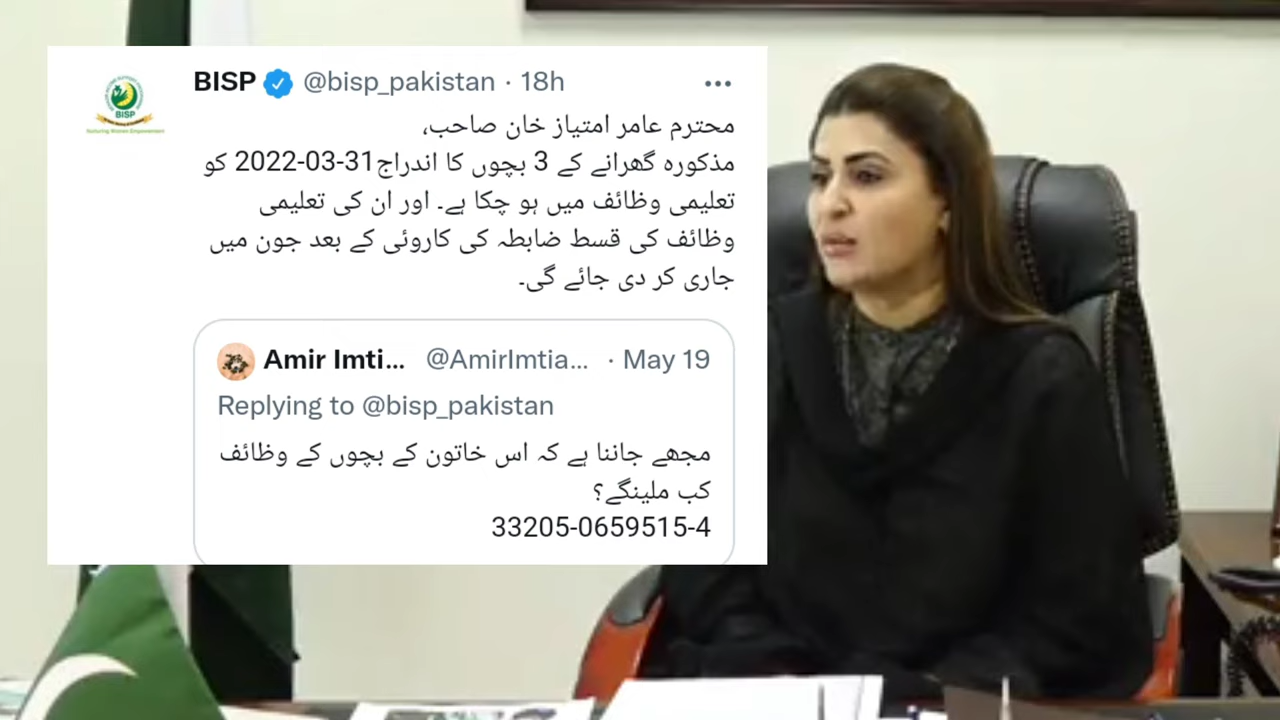 BISP @bisp_pakistan · 18h
BISP
محترم عامر امتیاز خان صاحب،
مذکورہ گھرانے کے 3 بچوں کا اندراج31-03-2022 کو
تعلیمی وظائف میں ہو چکا ہے۔ اور ان کی تعلیمی
وظائف کی قسط ضابطہ کی کاروئی کے بعد جون میں
جاری کر دی جائے گی۔
Amir Imti... @AmirImtia... · May 19
Replying to @bisp_pakistan
مجھے جاننا ہے کہ اس خاتون کے بچوں کے وظائف
کب ملینگے؟
33205-0659515-4